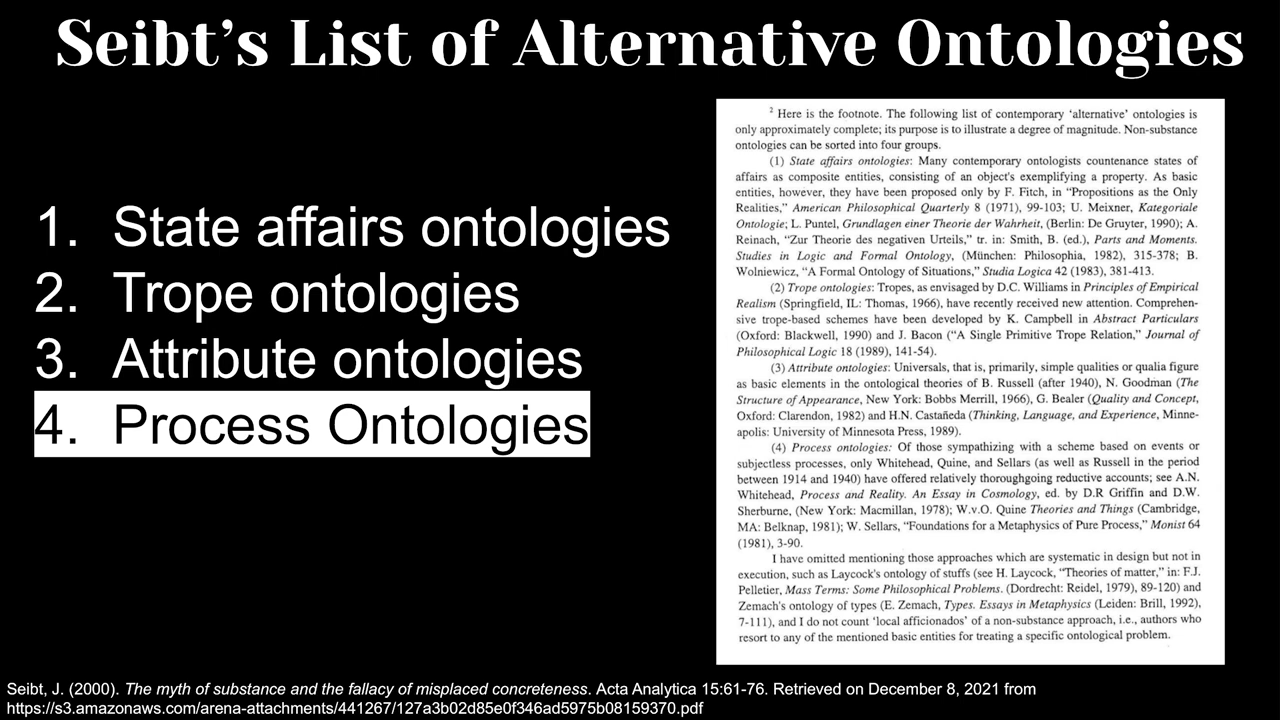 Seibt's List of Alternative Ontologies
1. State affairs ontologies
2. Trope ontologies
3. Attribute ontologies
4. Process Ontologies
² Here is the footnote. The following list of contemporary 'alternative' ontologies is
only approximately complete; its purpose is to illustrate a degree of magnitude. Non-substance
ontologies can be sorted into four groups.
(1) State affairs ontologies: Many contemporary ontologists countenance states of
affairs as composite entities, consisting of an object's exemplifying a property. As basic
entities, however, they have been proposed only by F. Fitch, in “Propositions as the Only
Realities,” American Philosophical Quarterly 8 (1971), 99-103; U. Meixner, Kategoriale
Ontologie; L. Puntel, Grundlagen einer Theorie der Wahrheit, (Berlin: De Gruyter, 1990); A.
Reinach, “Zur Theorie des negativen Urteils,” tr. in: Smith, B. (ed.), Parts and Moments.
Studies in Logic and Formal Ontology, (München: Philosophia, 1982), 315-378; B.
Wolniewicz, “A Formal Ontology of Situations,” Studia Logica 42 (1983), 381-413.
(2) Trope ontologies: Tropes, as envisaged by D.C. Williams in Principles of Empirical
Realism (Springfield, IL: Thomas, 1966), have recently received new attention. Comprehen-
sive trope-based schemes have been developed by K. Campbell in Abstract Particulars
(Oxford: Blackwell, 1990) and J. Bacon (“A Single Primitive Trope Relation,” Journal of
Philosophical Logic 18 (1989), 141-54).
(3) Attribute ontologies: Universals, that is, primarily, simple qualities or qualia figure
as basic elements in the ontological theories of B. Russell (after 1940), N. Goodman (The
Structure of Appearance, New York: Bobbs Merrill, 1966), G. Bealer (Quality and Concept,
Oxford: Clarendon, 1982) and H.N. Castañeda (Thinking, Language, and Experience, Minne-
apolis: University of Minnesota Press, 1989).
(4) Process ontologies: Of those sympathizing with a scheme based on events or
subjectless processes, only Whitehead, Quine, and Sellars (as well as Russell in the period
between 1914 and 1940) have offered relatively thoroughgoing reductive accounts; see A.N.
Whitehead, Process and Reality. An Essay in Cosmology, ed. by D.R Griffin and D.W.
Sherburne, (New York: Macmillan, 1978); W.v.O. Quine Theories and Things (Cambridge,
MA: Belknap, 1981); W. Sellars, “Foundations for a Metaphysics of Pure Process,” Monist 64
(1981), 3-90.
I have omitted mentioning those approaches which are systematic in design but not in
execution, such as Laycock's ontology of stuffs (see H. Laycock, “Theories of matter,” in: F.J.
Pelletier, Mass Terms: Some Philosophical Problems. (Dordrecht: Reidel, 1979), 89-120) and
Zemach's ontology of types (E. Zemach, Types. Essays in Metaphysics (Leiden: Brill, 1992),
7-111), and I do not count 'local afficionados' of a non-substance approach, i.e., authors who
resort to any of the mentioned basic entities for treating a specific ontological problem.
Seibt, J. (2000). The myth of substance and the fallacy of misplaced concreteness. Acta Analytica 15:61-76. Retrieved on December 8, 2021 from
https://s3.amazonaws.com/arena-attachments/441267/127a3b02d85e0f346ad5975b08159370.pdf